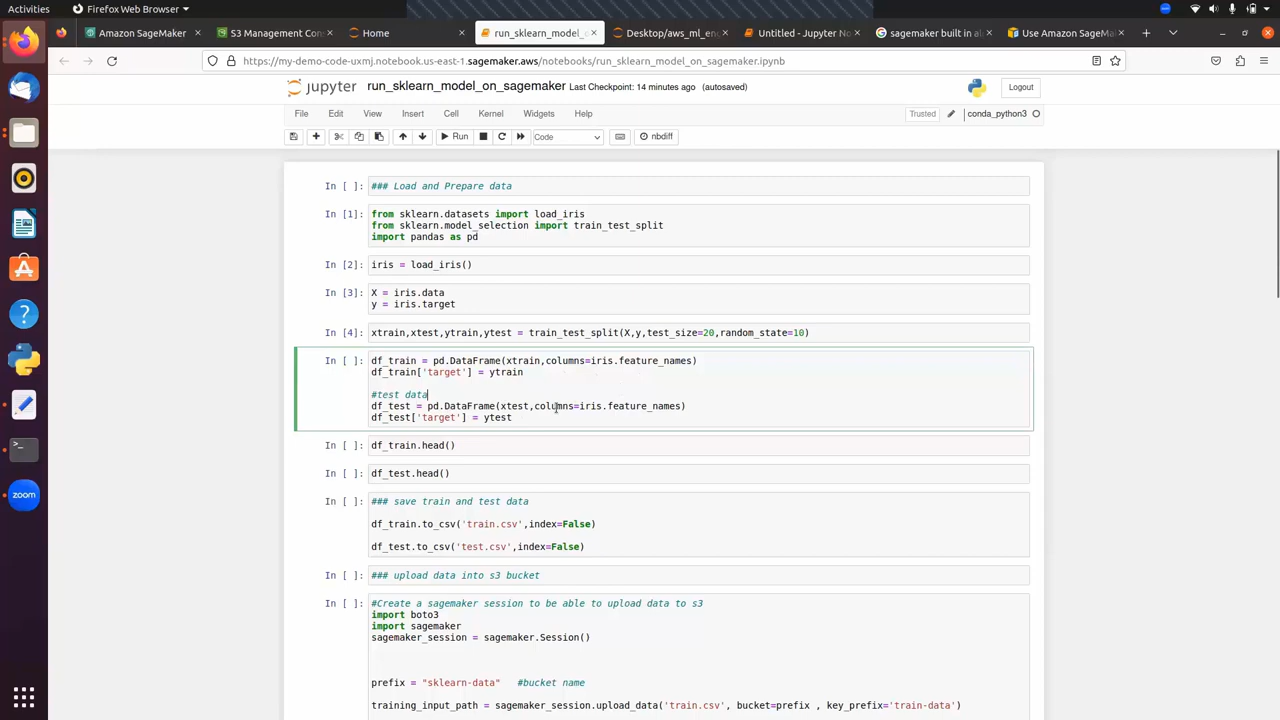 Activities
Firefox Web Browser
Amazon SageMaker
S3 Management Con
Home
run_sklearn_model_o
Desktop/aws_ml_en
Untitled - Jupyter No
sagemaker built in al
Use Amazon SageM
https://my-demo-code-uxmj.notebook.us-east-1.sagemaker.aws/notebooks/run_sklearn_model_on_sagemaker.ipynb
jupyter run_sklearn_model_on_sagemaker Last Checkpoint: 14 minutes ago (autosaved)
Logout
File Edit View Insert Cell Kernel Widgets Help
Trusted conda_python3
Run Code nbdiff
In [ ]: ### Load and Prepare data
In [1]: from sklearn.datasets import load_iris
from sklearn.model_selection import train_test_split
import pandas as pd
In [2]: iris = load_iris()
In [3]: X = iris.data
y = iris.target
In [4]: xtrain,xtest,ytrain,ytest = train_test_split(X,y,test_size=20,random_state=10)
In [ ]: df_train = pd.DataFrame(xtrain,columns=iris.feature_names)
df_train['target'] = ytrain
#test data
df_test = pd.DataFrame(xtest,columns=iris.feature_names)
df_test['target'] = ytest
In [ ]: df_train.head()
In [ ]: df_test.head()
In [ ]: ### save train and test data
df_train.to_csv('train.csv',index=False)
df_test.to_csv('test.csv',index=False)
In [ ]: ### upload data into s3 bucket
In [ ]: #Create a sagemaker session to be able to upload data to s3
import boto3
import sagemaker
sagemaker_session = sagemaker.Session()
prefix = "sklearn-data" #bucket name
training_input_path = sagemaker_session.upload_data('train.csv', bucket=prefix , key_prefix='train-data')
zoom